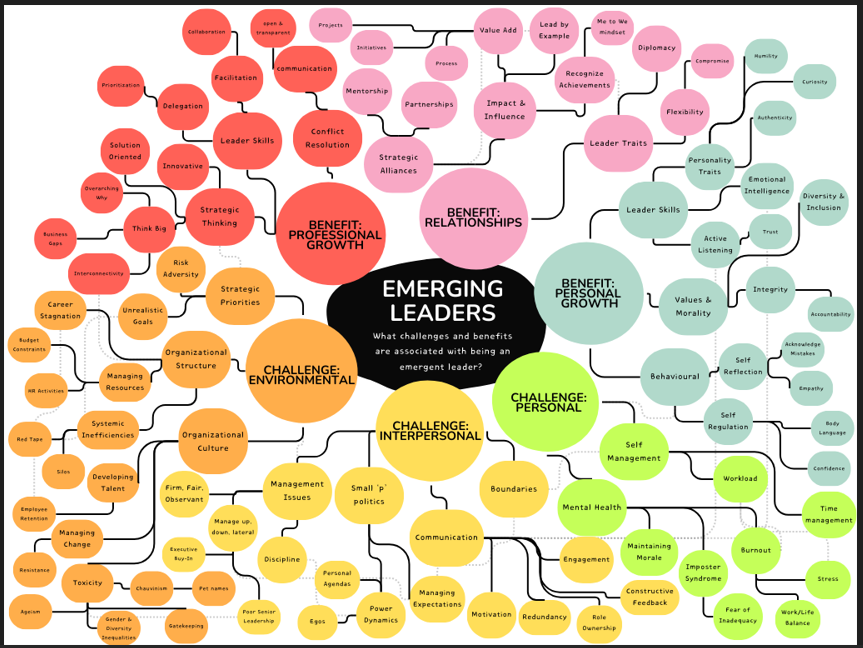 Collaboration
Open &
transparent
Communication
Facilitation
Prioritization
Delegation
Leader Skills
Conflict
Resolution
Solution
Oriented
Innovative
Overarching
Why
Strategic
Thinking
Think Big
Business
Gaps
Interconnectivity
BENEFIT:
PROFESSIONAL
GROWTH
Projects
Initiatives
Process
Value Add
Lead by
Example
Me to We
mindset
Recognize
Achievements
Mentorship
Partnerships
Impact &
Influence
Strategic
Alliances
Diplomacy
Compromise
Flexibility
Leader Traits
BENEFIT:
RELATIONSHIPS
Humility
Curiosity
Authenticity
Personality
Traits
Emotional
Intelligence
Diversity &
Inclusion
Leader Skills
Active
Listening
Trust
BENEFIT:
PERSONAL
GROWTH
Values &
Morality
Integrity
Accountability
Behavioural
Self
Reflection
Acknowledge
Mistakes
Empathy
Self
Regulation
Body
Language
Confidence
EMERGING
LEADERS
What challenges and benefits
are associated with being an
emergent leader?
Risk
Adversity
Strategic
Priorities
Unrealistic
Goals
Career
Stagnation
Budget
Constraints
HR Activities
Managing
Resources
Organizational
Structure
CHALLENGE:
ENVIRONMENTAL
Systemic
Inefficiencies
Red Tape
Silos
Organizational
Culture
Developing
Talent
Employee
Retention
Managing
Change
Resistance
Toxicity
Chauvinism
Pet names
Ageism
Gender &
Diversity
Inequalities
Gatekeeping
CHALLENGE:
INTERPERSONAL
Management
Issues
Firm, Fair,
Observant
Manage up,
down, lateral
Executive
Buy-In
Discipline
Poor Senior
Leadership
Small 'p'
politics
Personal
Agendas
Egos
Power
Dynamics
Communication
Managing
Expectations
Motivation
Redundancy
Role
Ownership
Constructive
Feedback
Engagement
Boundaries
CHALLENGE:
PERSONAL
Self
Management
Workload
Time
management
Mental Health
Maintaining
Morale
Imposter
Syndrome
Fear of
Inadequacy
Burnout
Stress
Work/Life
Balance